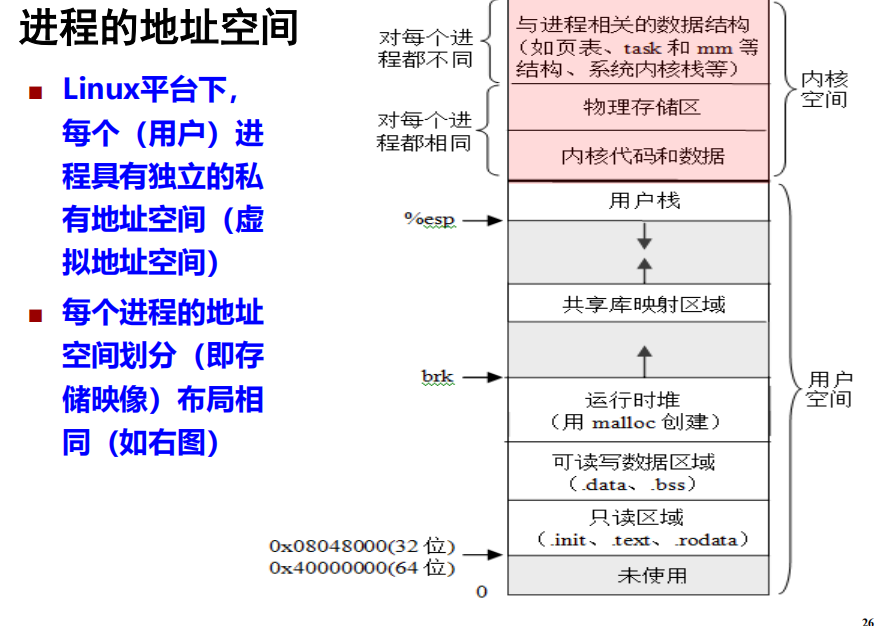 进程的地址空间
Linux平台下，
每个（用户）进
程具有独立的私
有地址空间（虚
拟地址空间）
每个进程的地址
空间划分（即存
储映像）布局相
同（如右图）
对每个进
程都不同
与进程相关的数据结构
（如页表、task 和 mm 等
结构、系统内核栈等）
对每个进
程都相同
物理存储区
内核代码和数据
内核
空间
用户栈
%esp
共享库映射区域
brk
运行时堆
（用 malloc 创建）
可读写数据区域
（.data、.bss）
只读区域
（.init、.text、.rodata）
0x08048000(32 位)
0x40000000(64 位)
未使用
0
用户
空间
26